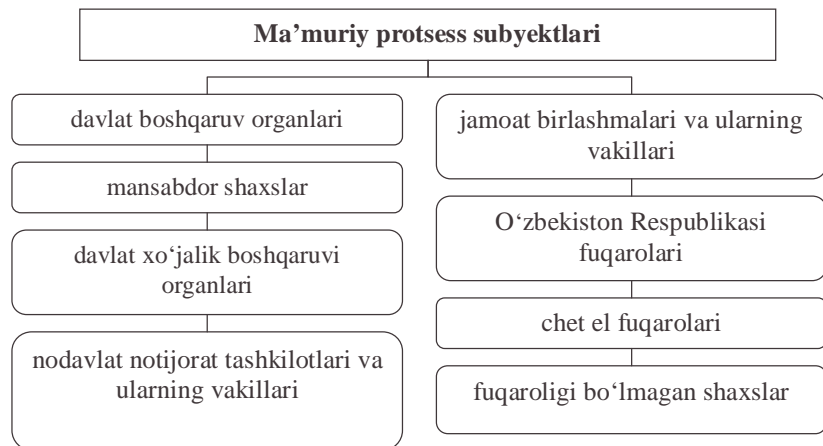 Ma’muriy protsess subyektlari
davlat boshqaruv organlari
mansabdor shaxslar
davlat xo‘jalik boshqaruvi
organlari
nodavlat notijorat tashkilotlari va
ularning vakillari
jamoat birlashmalari va ularning
vakillari
O‘zbekiston Respublikasi
fuqarolari
chet el fuqarolari
fuqaroligi bo‘lmagan shaxslar